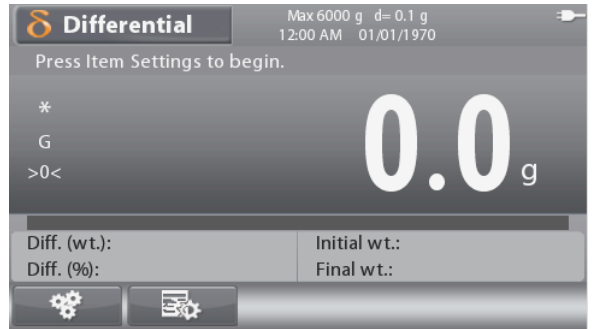 δ Differential
Max 6000 g d= 0.1 g
12:00 AM 01/01/1970
Press Item Settings to begin.
*
G
>0<
0.0 g
Diff. (wt.):
Initial wt.:
Diff. (%):
Final wt.: